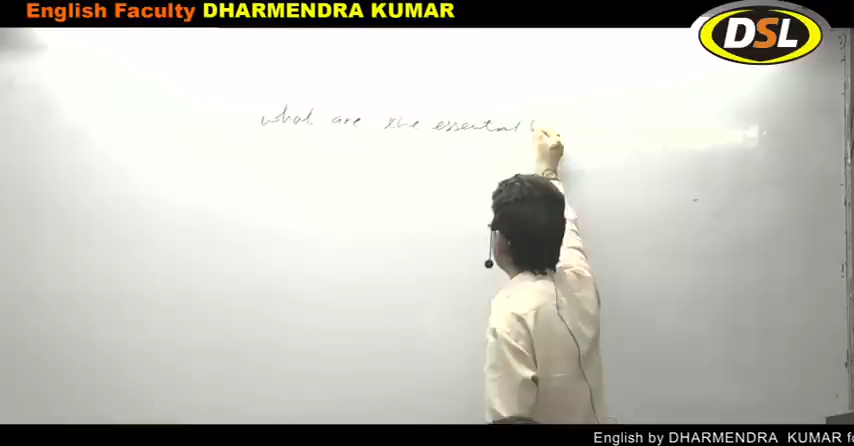 English Faculty DHARMENDRA KUMAR
DSL
what are the essential
English by DHARMENDRA KUMAR f